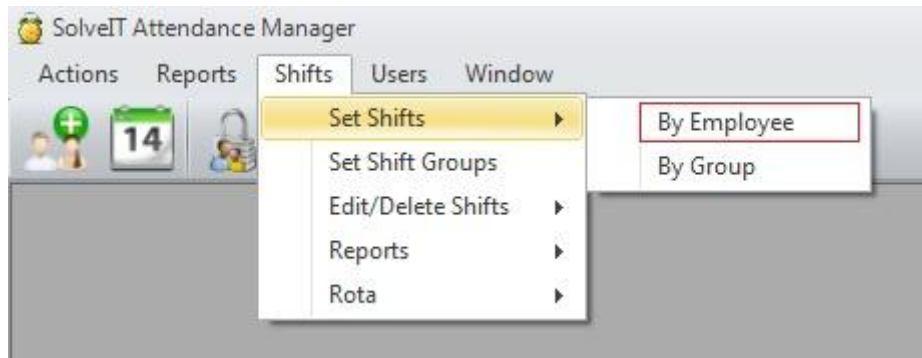 SolveIT Attendance Manager
Actions Reports Shifts Users Window
14
Set Shifts
By Employee
By Group
Set Shift Groups
Edit/Delete Shifts
Reports
Rota